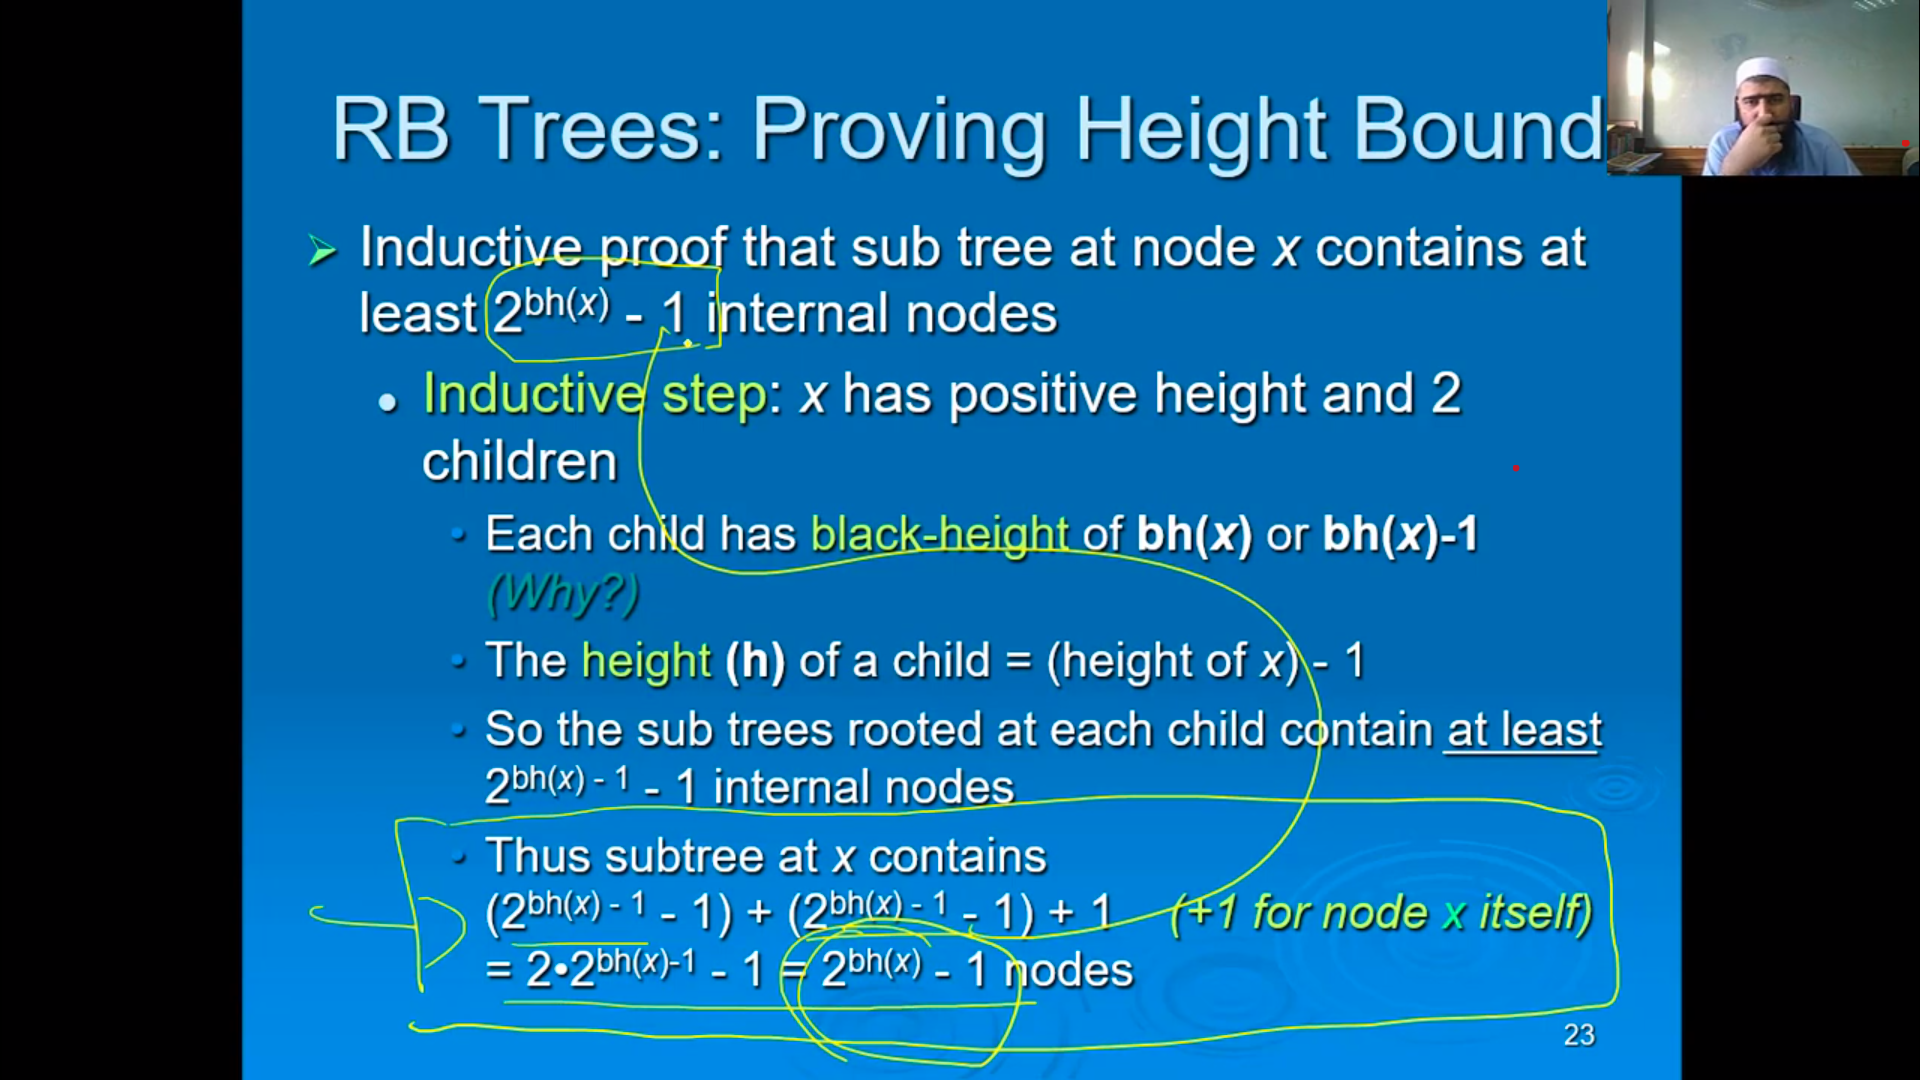 RB Trees: Proving Height Bound
➢ Inductive proof that sub tree at node x contains at
least 2^bh(x) - 1 internal nodes
• Inductive step: x has positive height and 2
children
• Each child has black-height of bh(x) or bh(x)-1
(Why?)
• The height (h) of a child = (height of x) - 1
• So the sub trees rooted at each child contain at least
2^bh(x) - 1 - 1 internal nodes
• Thus subtree at x contains
(2^bh(x) - 1 - 1) + (2^bh(x) - 1 - 1) + 1 (+1 for node x itself)
= 2•2^bh(x)-1 - 1 = 2^bh(x) - 1 nodes
23